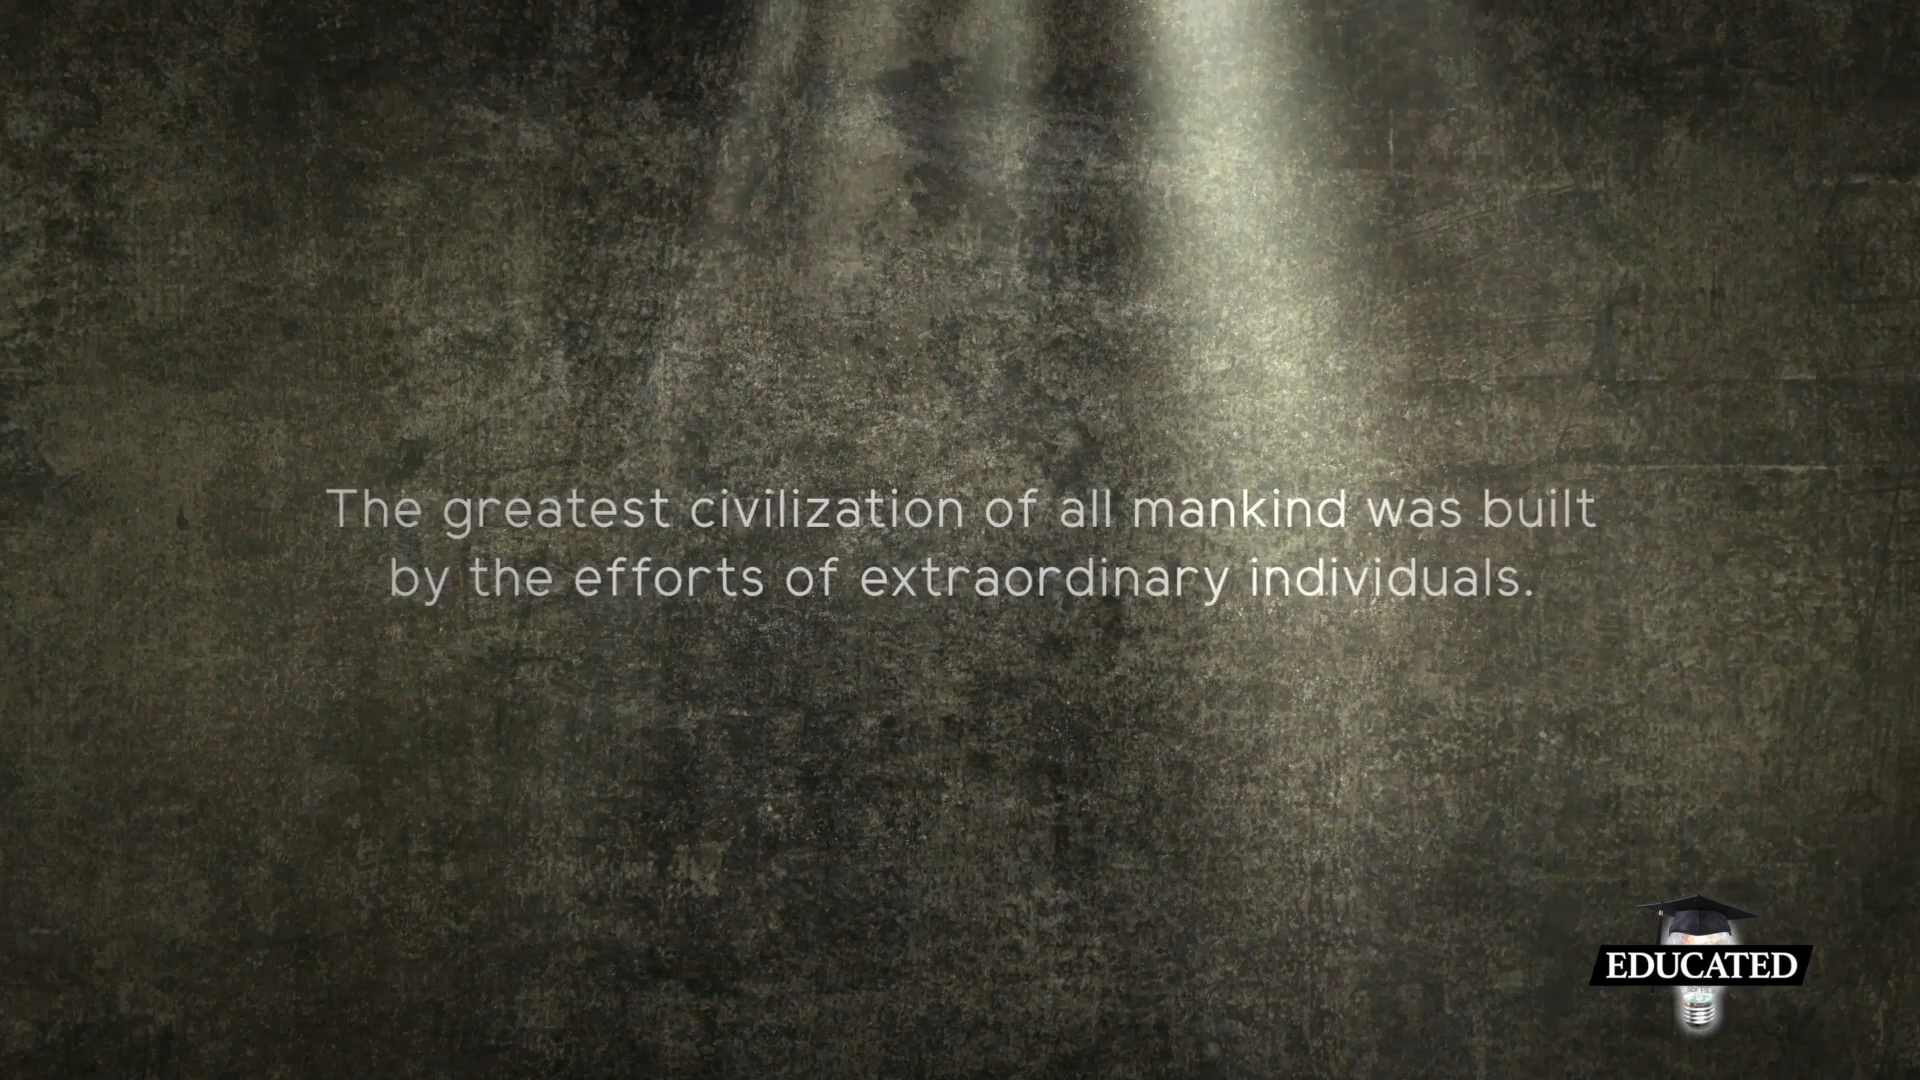 The greatest civilization of all mankind was built
by the efforts of extraordinary individuals.
EDUCATED